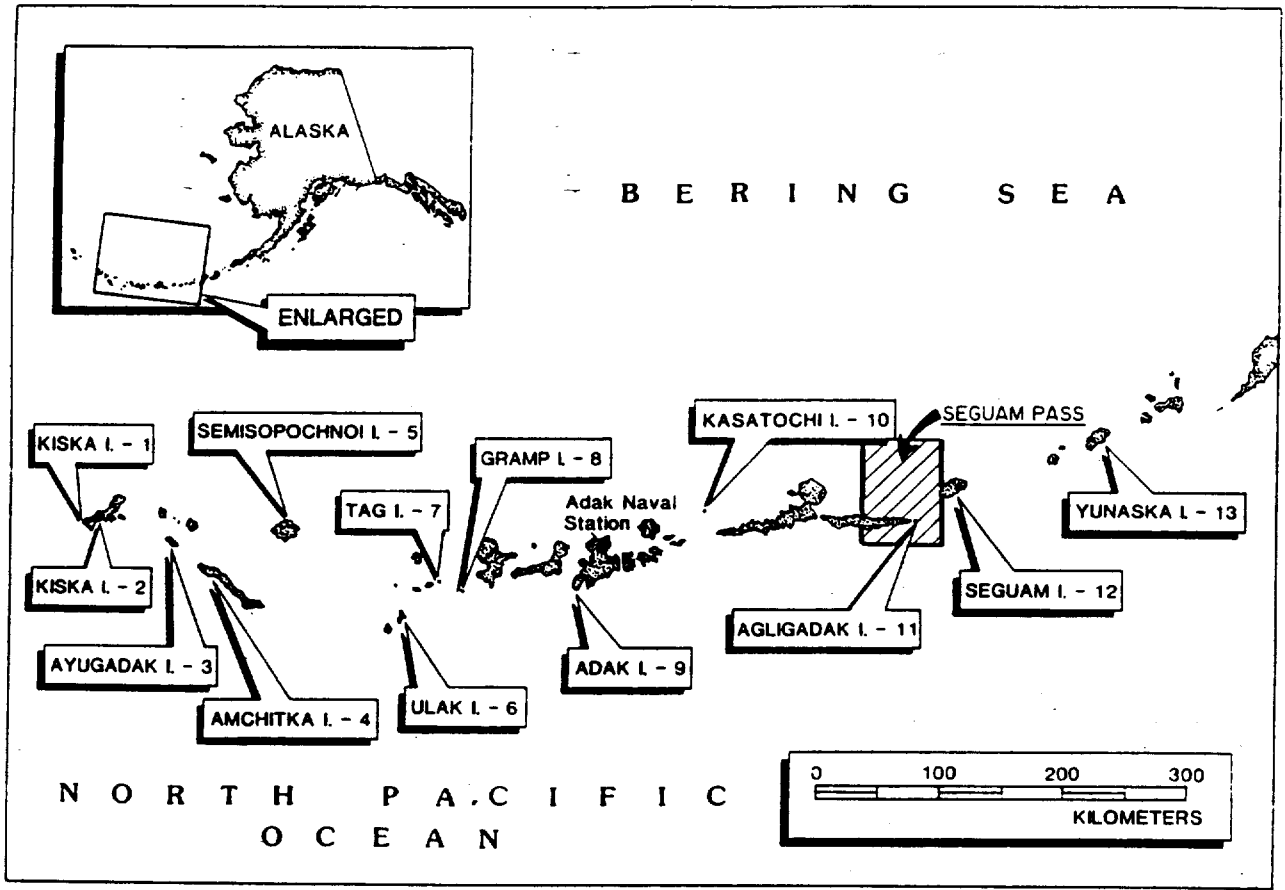 ALASKA
BERING SEA
ENLARGED
KISKA I. - 1
SEMISOPOCHNOI I. - 5
GRAMP I. - 8
KASATOCHI I. - 10
SEGUAM PASS
TAG I. - 7
Adak Naval
Station
YUNASKA I. - 13
KISKA I. - 2
SEGUAM I. - 12
AGLIGADAK I. - 11
AYUGADAK I. - 3
ADAK I. - 9
AMCHITKA I. - 4
ULAK I. - 6
NORTH PACIFIC
OCEAN
0 100 200 300
KILOMETERS